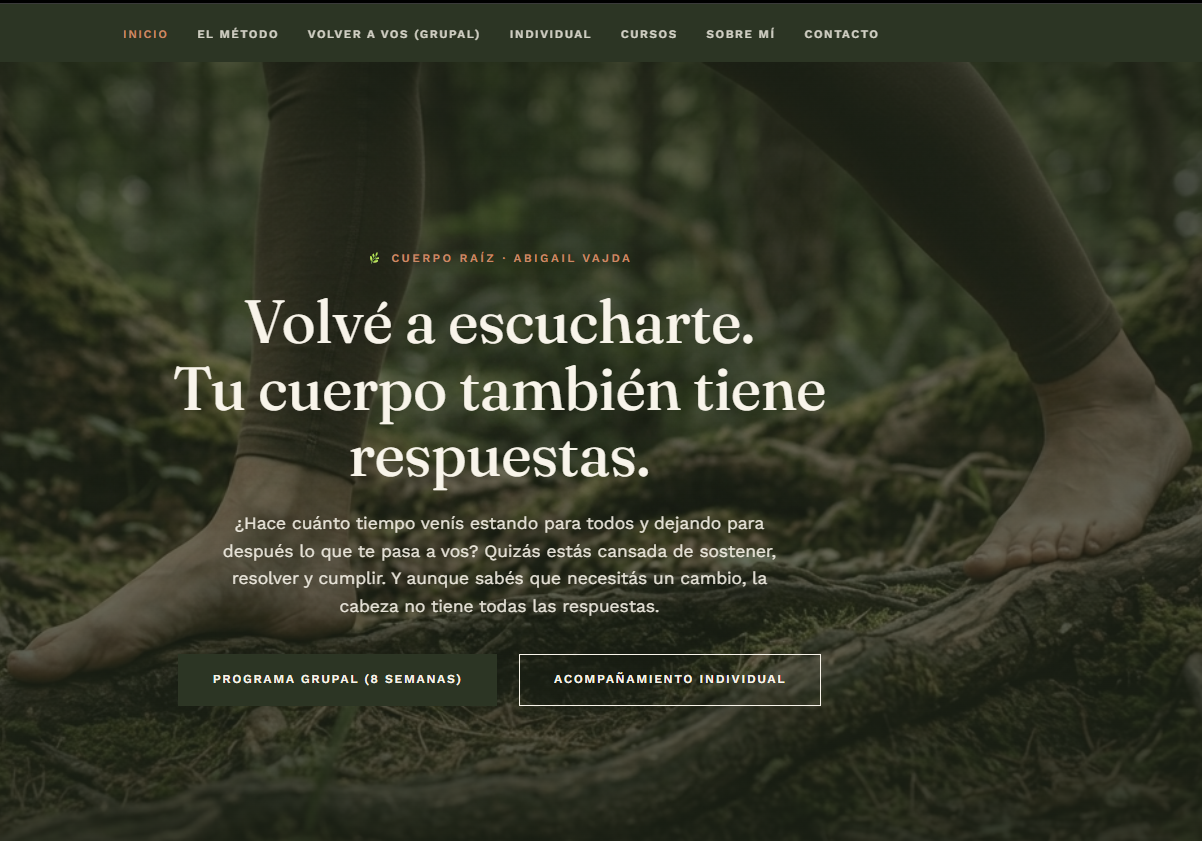 INICIO EL MÉTODO VOLVER A VOS (GRUPAL) INDIVIDUAL CURSOS SOBRE MÍ CONTACTO
CUERPO RAÍZ · ABIGAIL VAJDA
Volvé a escucharte.
Tu cuerpo también tiene
respuestas.
¿Hace cuánto tiempo venís estando para todos y dejando para
después lo que te pasa a vos? Quizás estás cansada de sostener,
resolver y cumplir. Y aunque sabés que necesitás un cambio, la
cabeza no tiene todas las respuestas.
PROGRAMA GRUPAL (8 SEMANAS) ACOMPAÑAMIENTO INDIVIDUAL